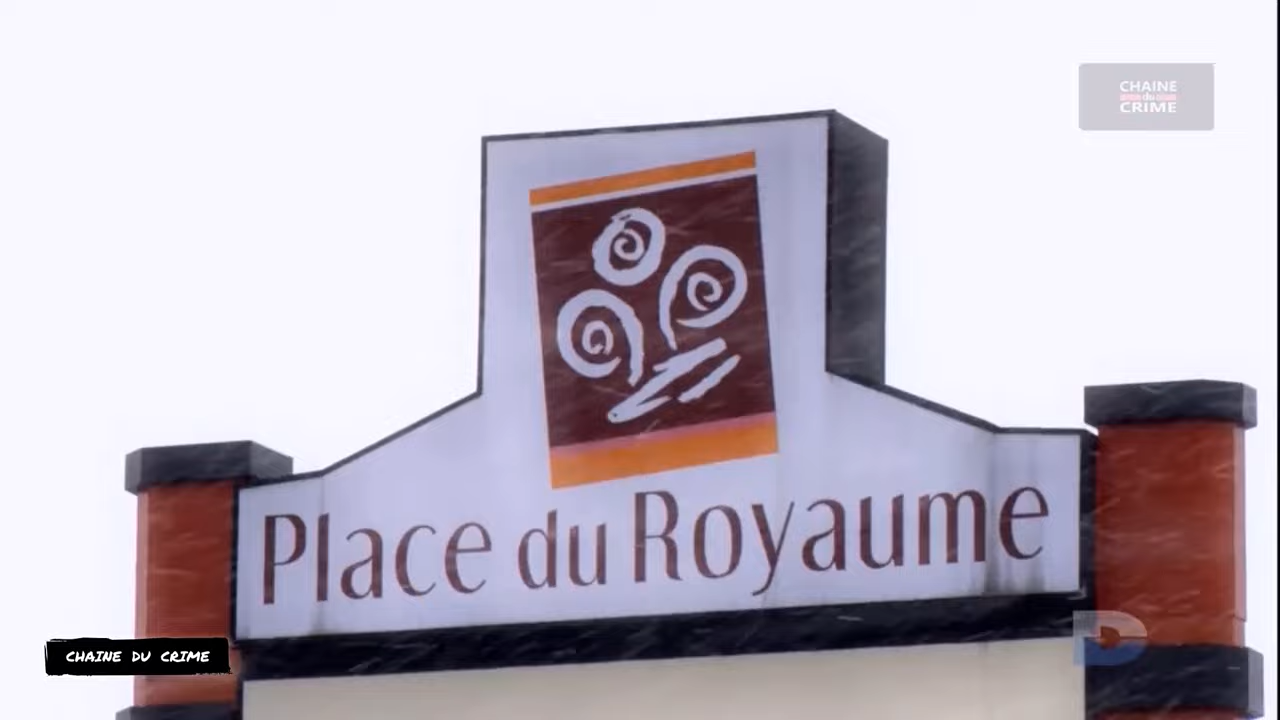 CHAINE
du
CRIME
Place du Royaume
CHAINE DU CRIME